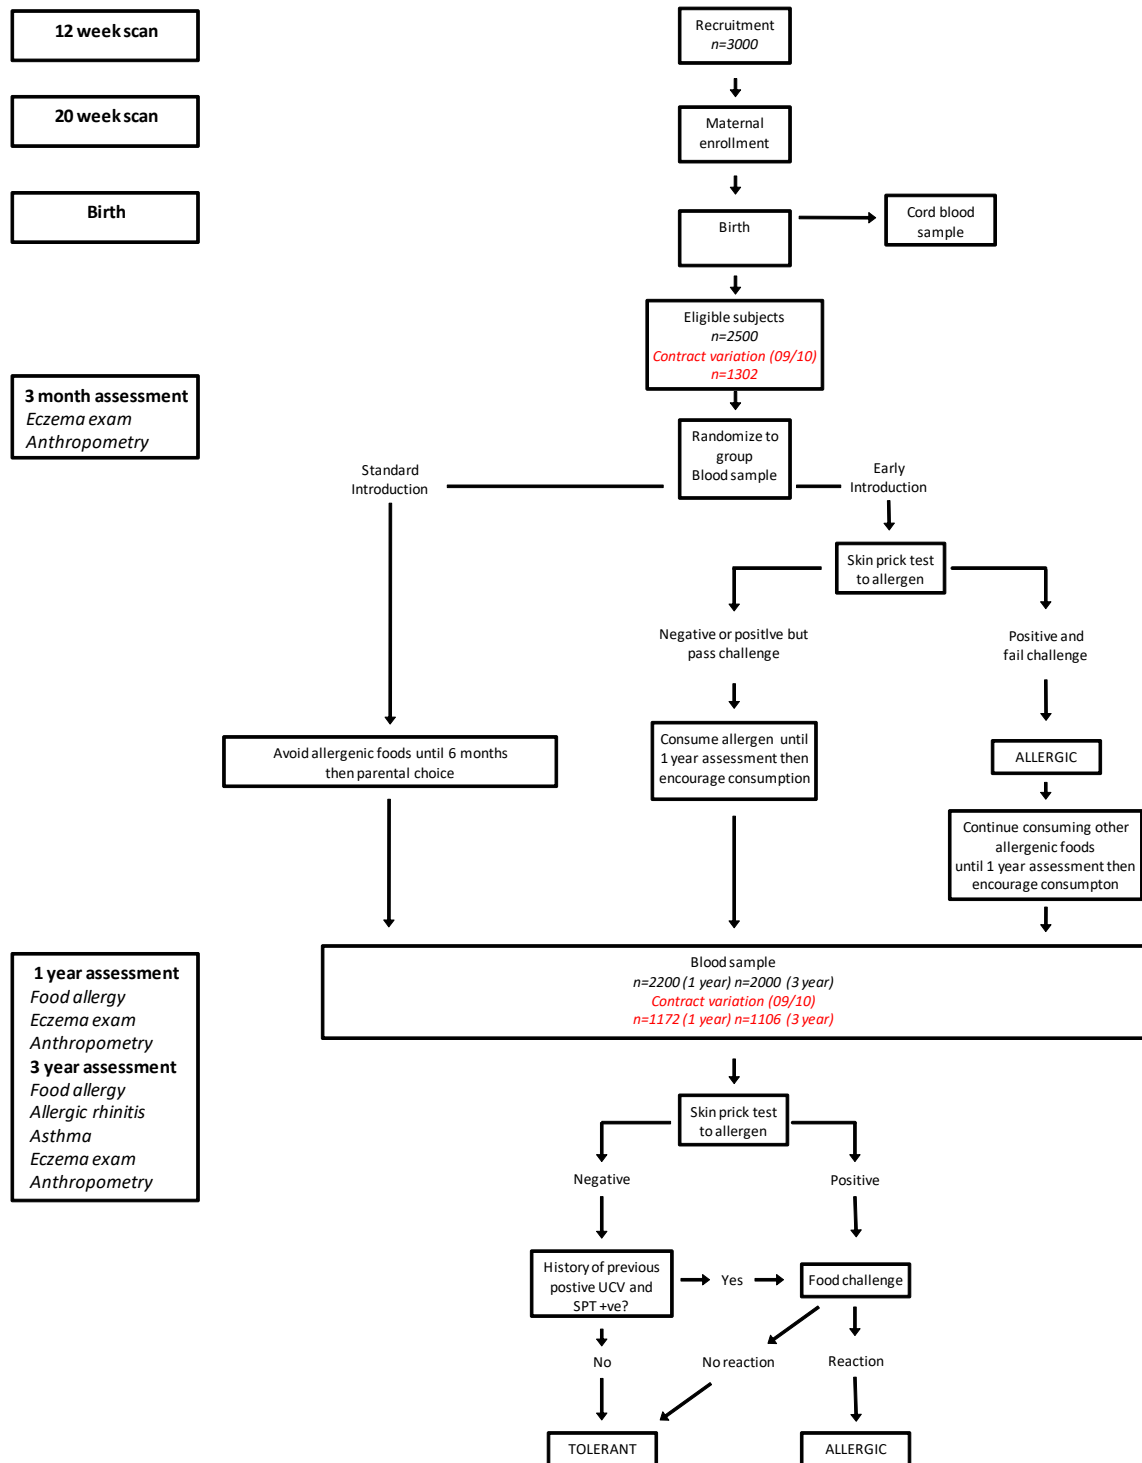 12 week scan
Recruitment
n=3000
20 week scan
Maternal
enrollment
Birth
Birth
Cord blood
sample
Eligible subjects
n=2500
Contract variation (09/10)
n=1302
3 month assessment
Eczema exam
Anthropometry
Randomize to
group
Blood sample
Standard
Introduction
Early
Introduction
Skin prick test
to allergen
Negative or positive but
pass challenge
Positive and
fail challenge
Avoid allergenic foods until 6 months
then parental choice
Consume allergen until
1 year assessment then
encourage consumption
ALLERGIC
Continue consuming other
allergenic foods
until 1 year assessment then
encourage consumpton
1 year assessment
Food allergy
Eczema exam
Anthropometry
3 year assessment
Food allergy
Allergic rhinitis
Asthma
Eczema exam
Anthropometry
Blood sample
n=2200 (1 year) n=2000 (3 year)
Contract variation (09/10)
n=1172 (1 year) n=1106 (3 year)
Skin prick test
to allergen
Negative
Positive
History of previous
postive UCV and
SPT +ve?
Yes
Food challenge
No
No reaction
Reaction
TOLERANT
ALLERGIC